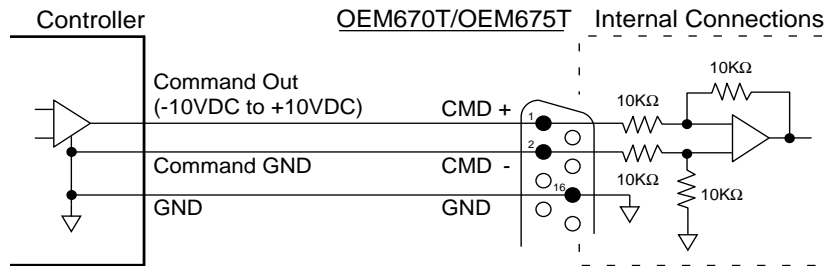 Controller
OEM670T/OEM675T
Internal Connections
Command Out
(-10VDC to +10VDC)
CMD +
1
10KΩ
10KΩ
Command GND
CMD -
2
10KΩ
10KΩ
GND
GND
16